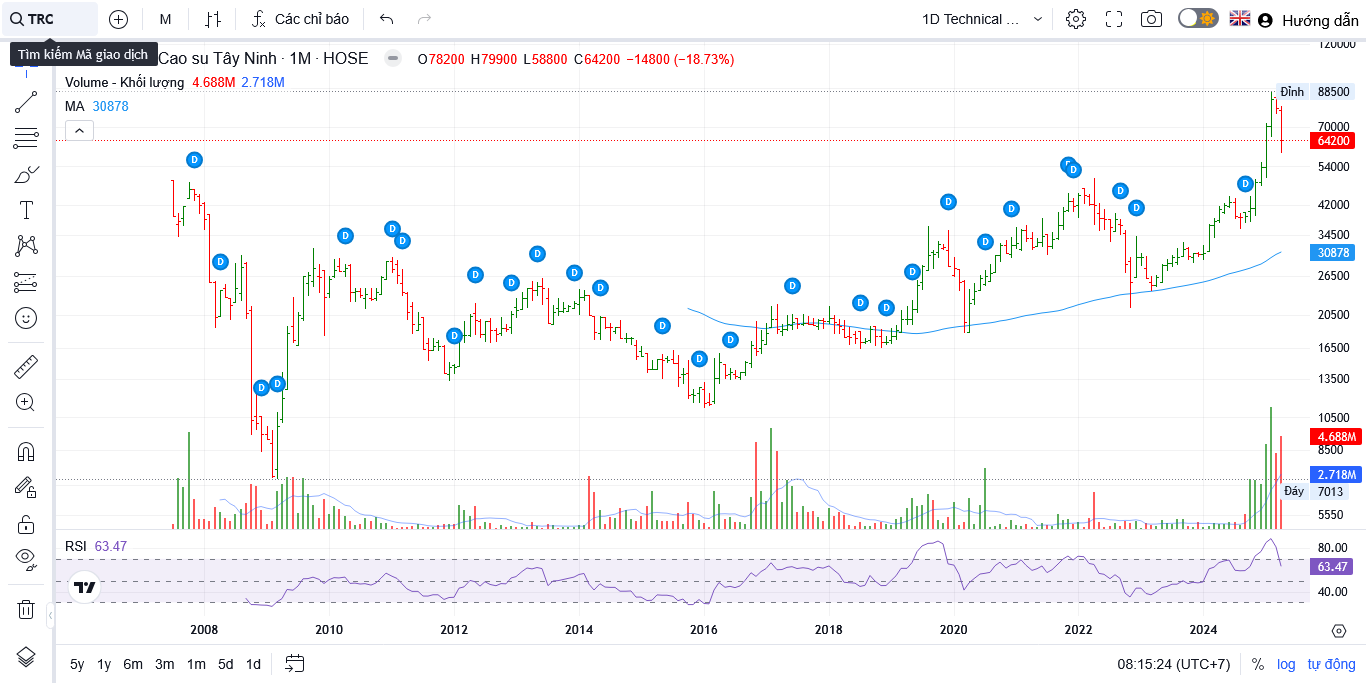 TRC M Các chỉ báo 1D Technical ... Hướng dẫn
Tìm kiếm Mã giao dịch
Cao su Tây Ninh · 1M · HOSE O78200 H79900 L58800 C64200 −14800 (−18.73%)
Volume - Khối lượng 4.688M 2.718M
MA 30878
120000
Đỉnh 88500
70000
64200
54000
42000
34500
30878
26500
20500
16500
13500
10500
4.688M
8500
2.718M
Đáy 7013
5550
D D D D D D D D D D D D D D D D D D D D D D D D D D D D D D
RSI 63.47
80.00
63.47
40.00
2008 2010 2012 2014 2016 2018 2020 2022 2024
5y 1y 6m 3m 1m 5d 1d 08:15:24 (UTC+7) % log tự động